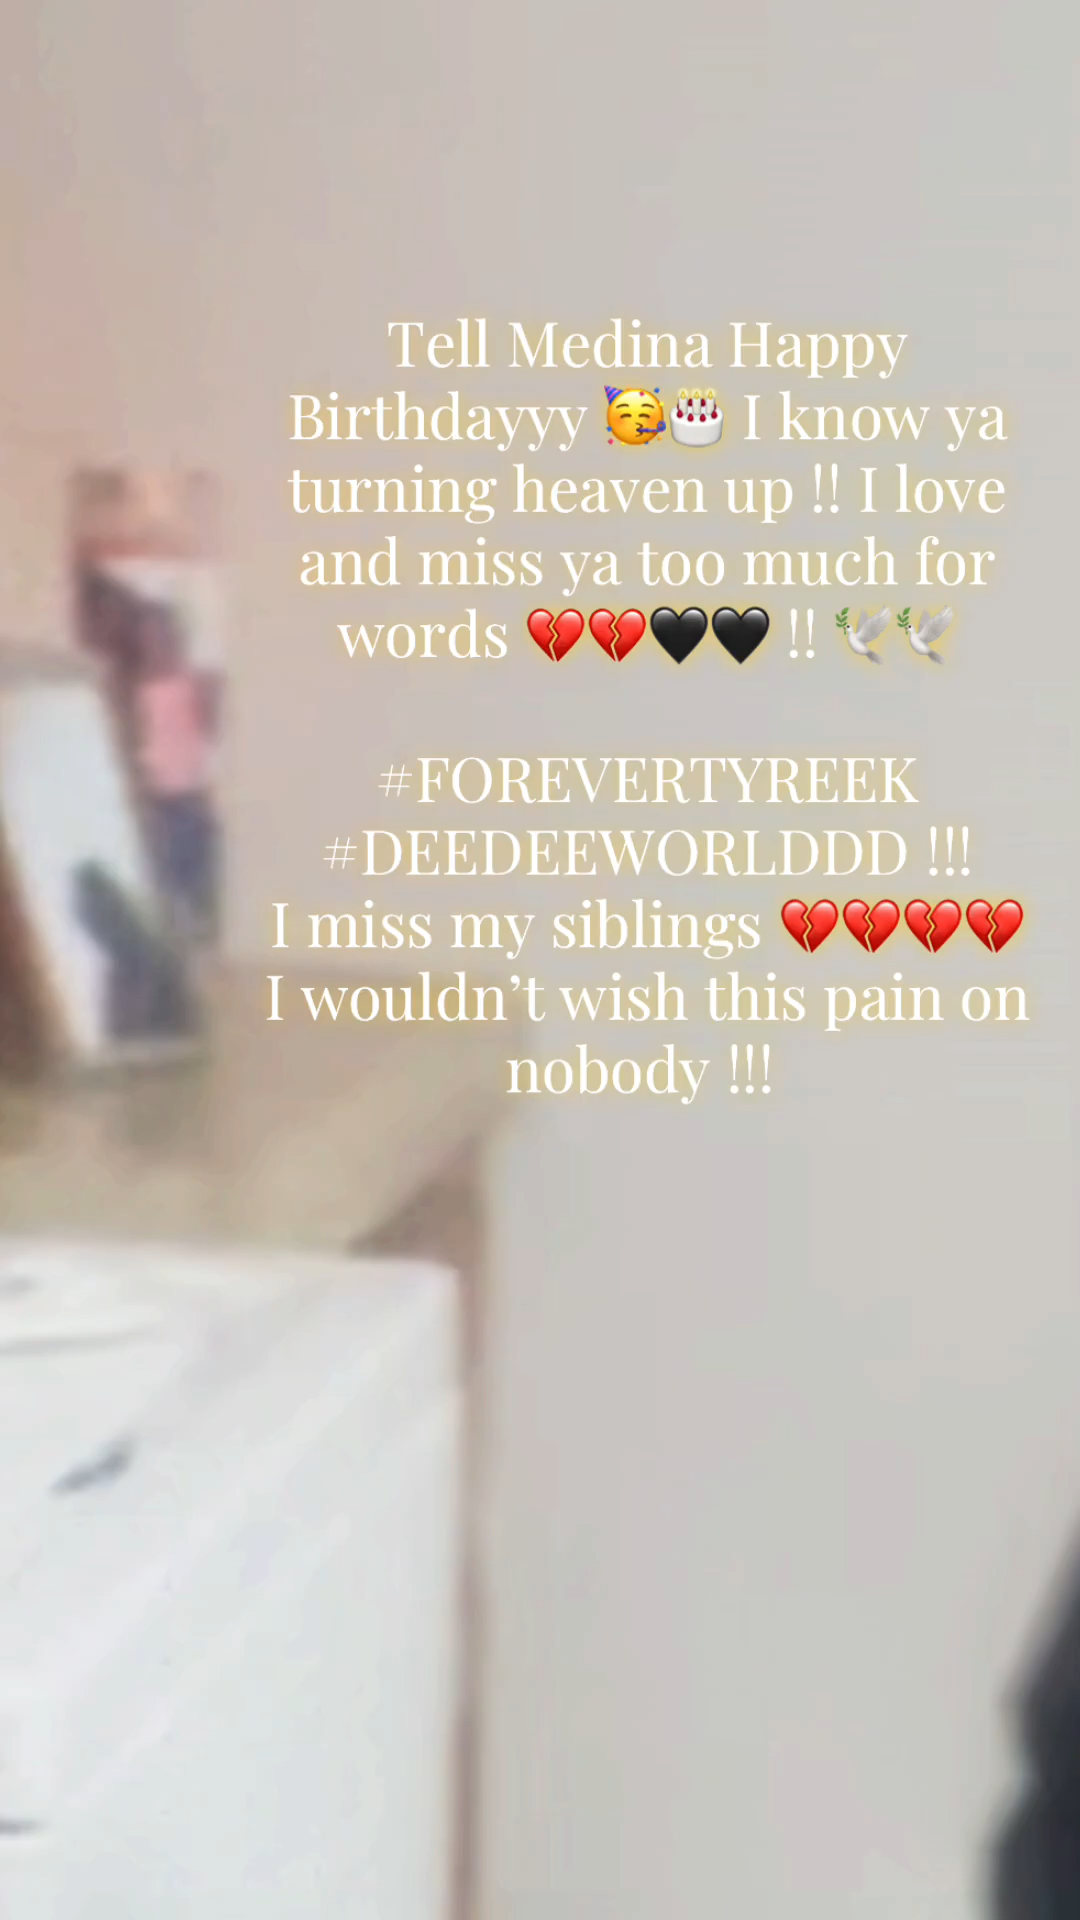 Tell Medina Happy
Birthdayyy 🥳🎂 I know ya
turning heaven up !! I love
and miss ya too much for
words 💔💔🖤🖤 !! 🕊️🕊️
#FOREVERTYREEK
#DEEDEEWORLDDD !!!
I miss my siblings 💔💔💔💔
I wouldn’t wish this pain on
nobody !!!